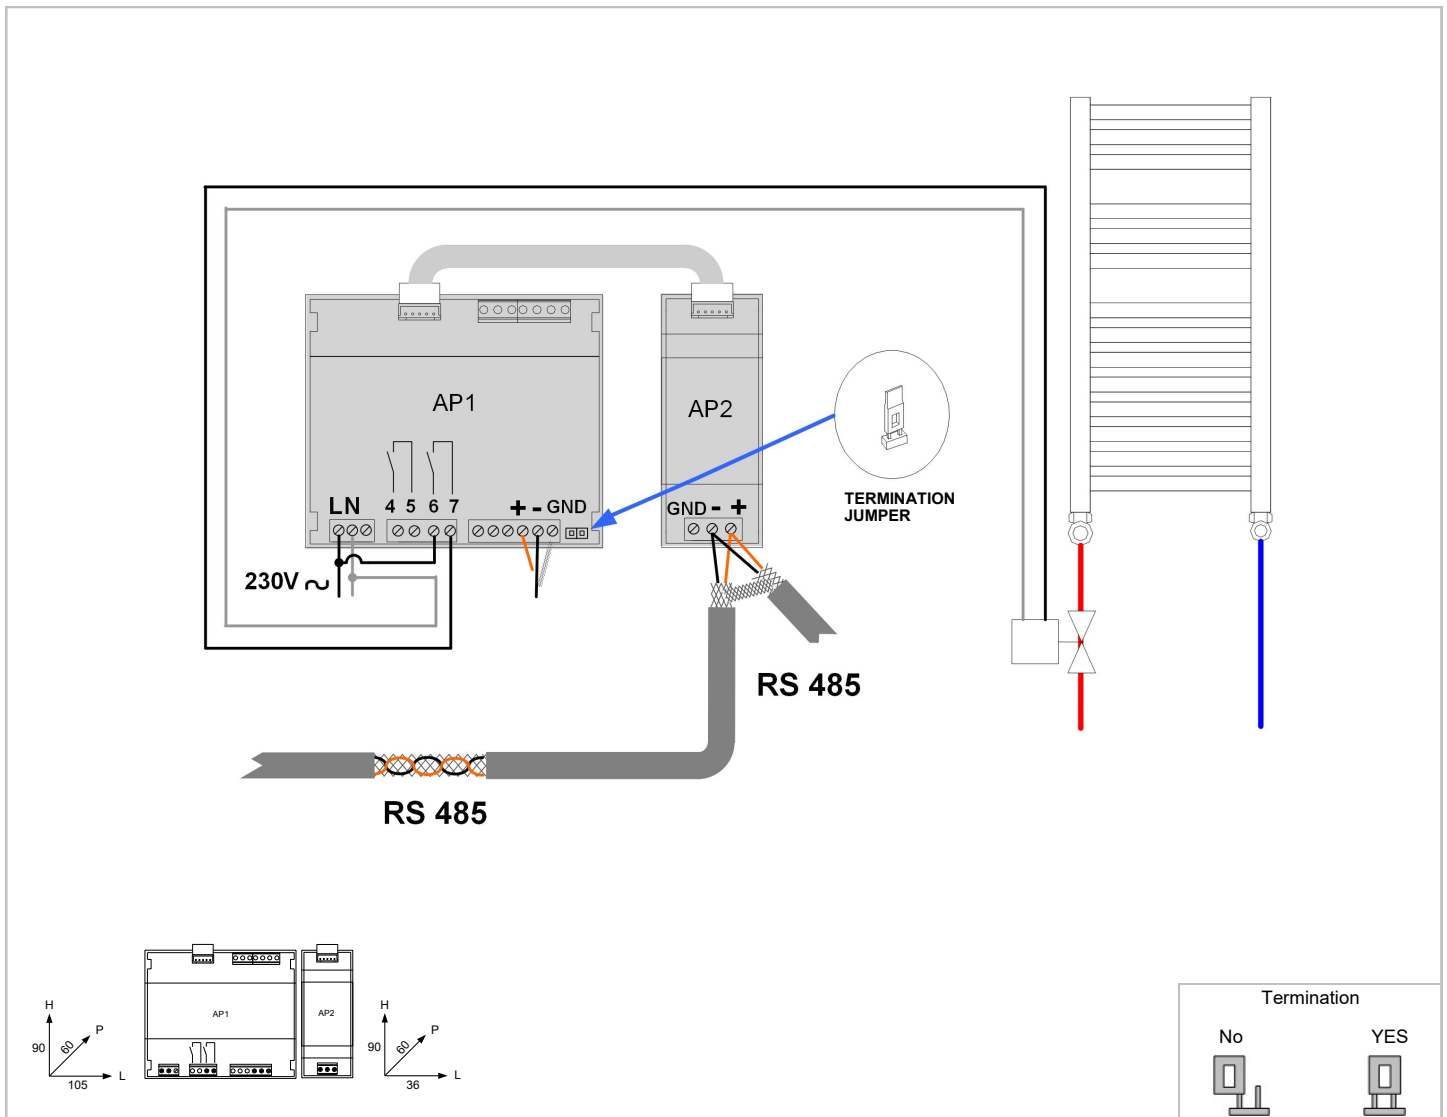 AP1
AP2
TERMINATION
JUMPER
LN 4 5 6 7 + - GND
GND - +
230V ~
RS 485
RS 485
H
P
90
60
L
105
AP1
AP2
H
P
90
60
L
36
Termination
No YES